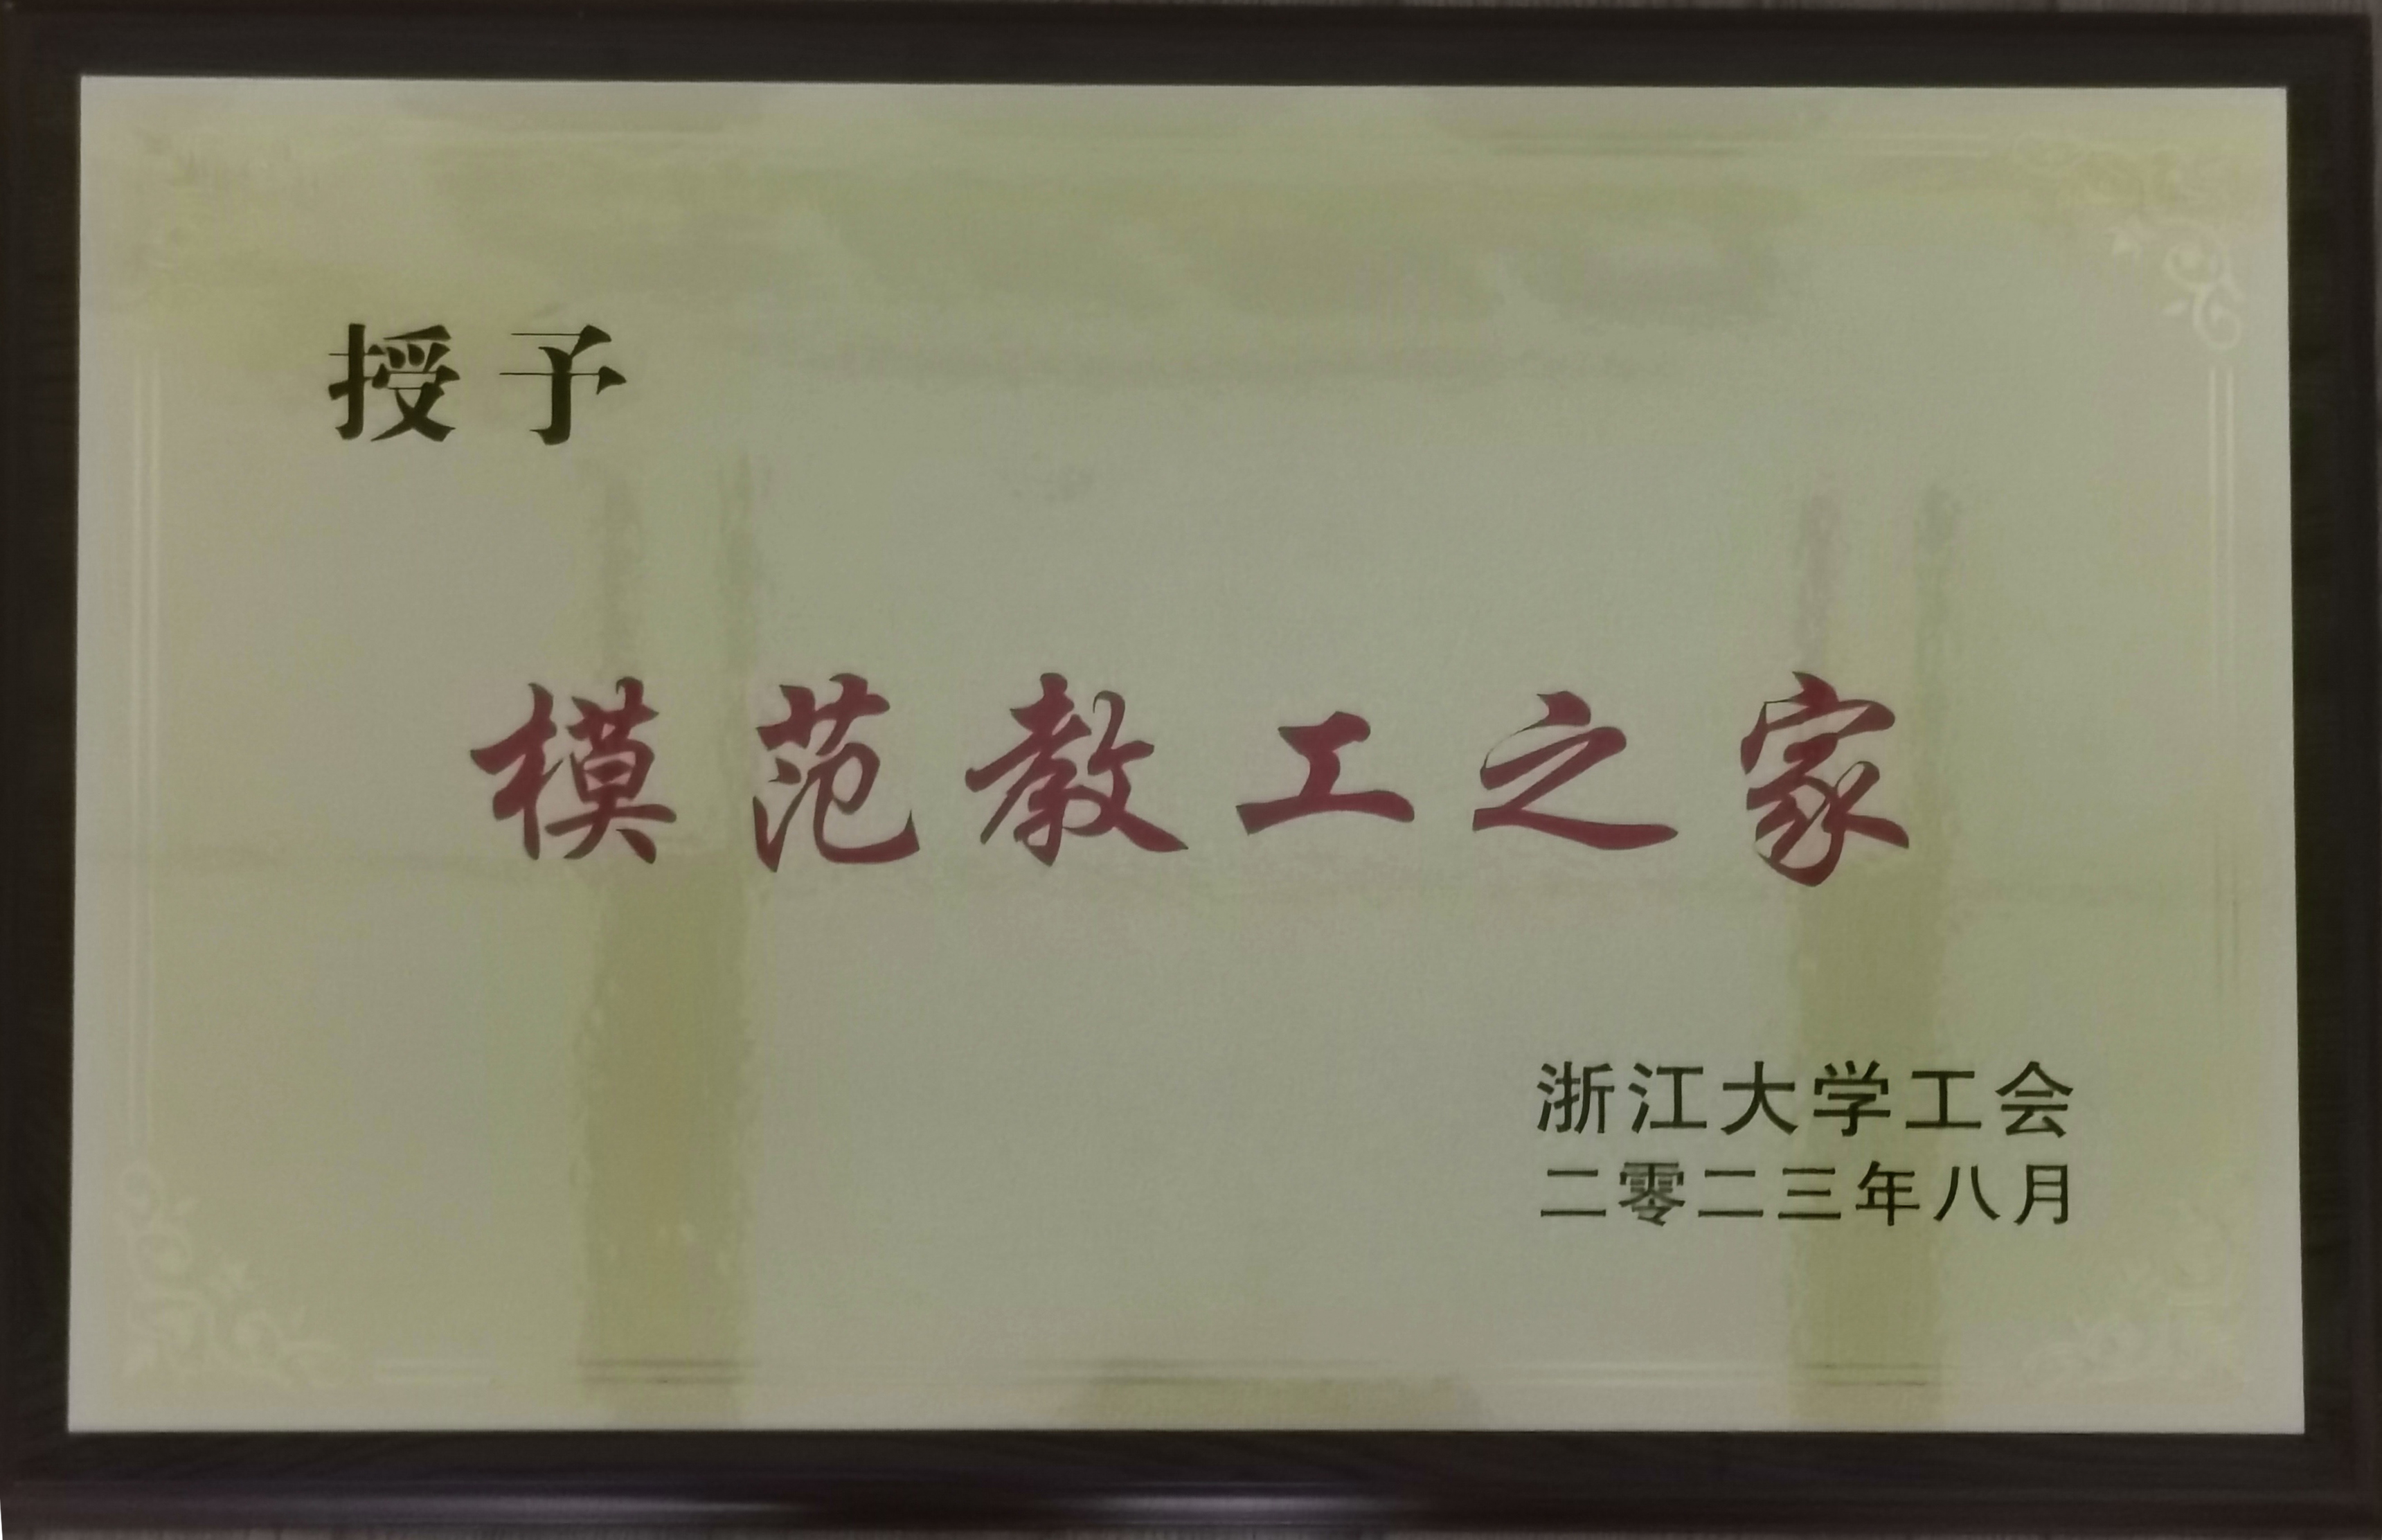 授予
模范教工之家
浙江大学工会
二零二三年八月